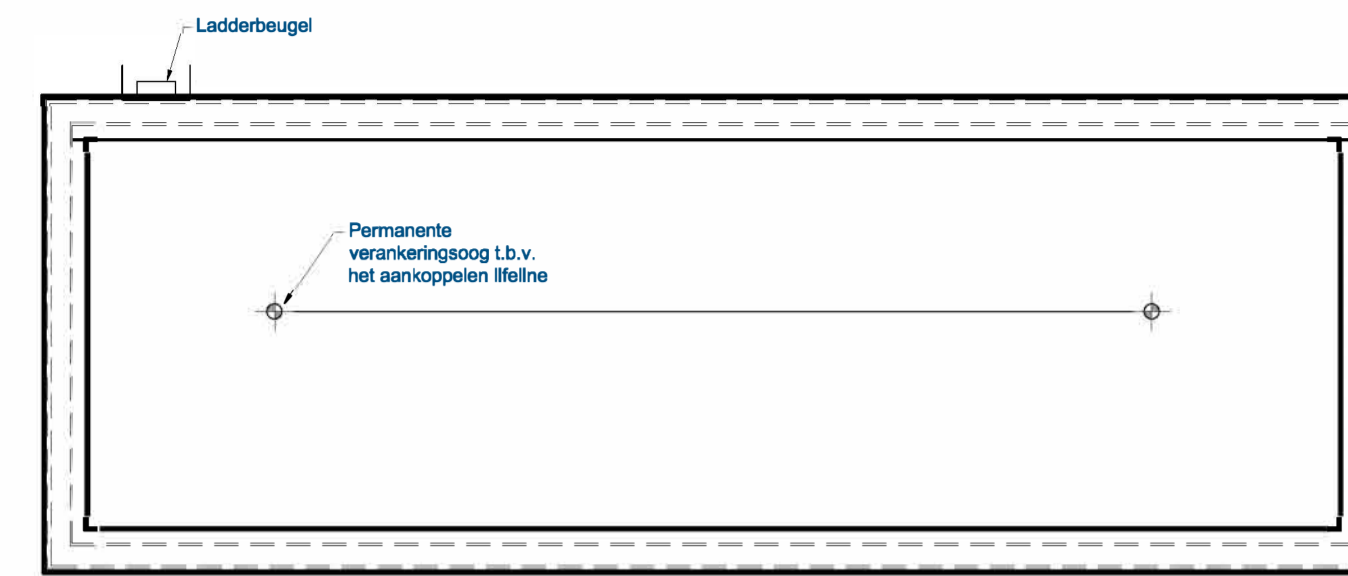 Ladderbeugel
Permanente
verankeringsoog t.b.v.
het aankoppelen lifeline